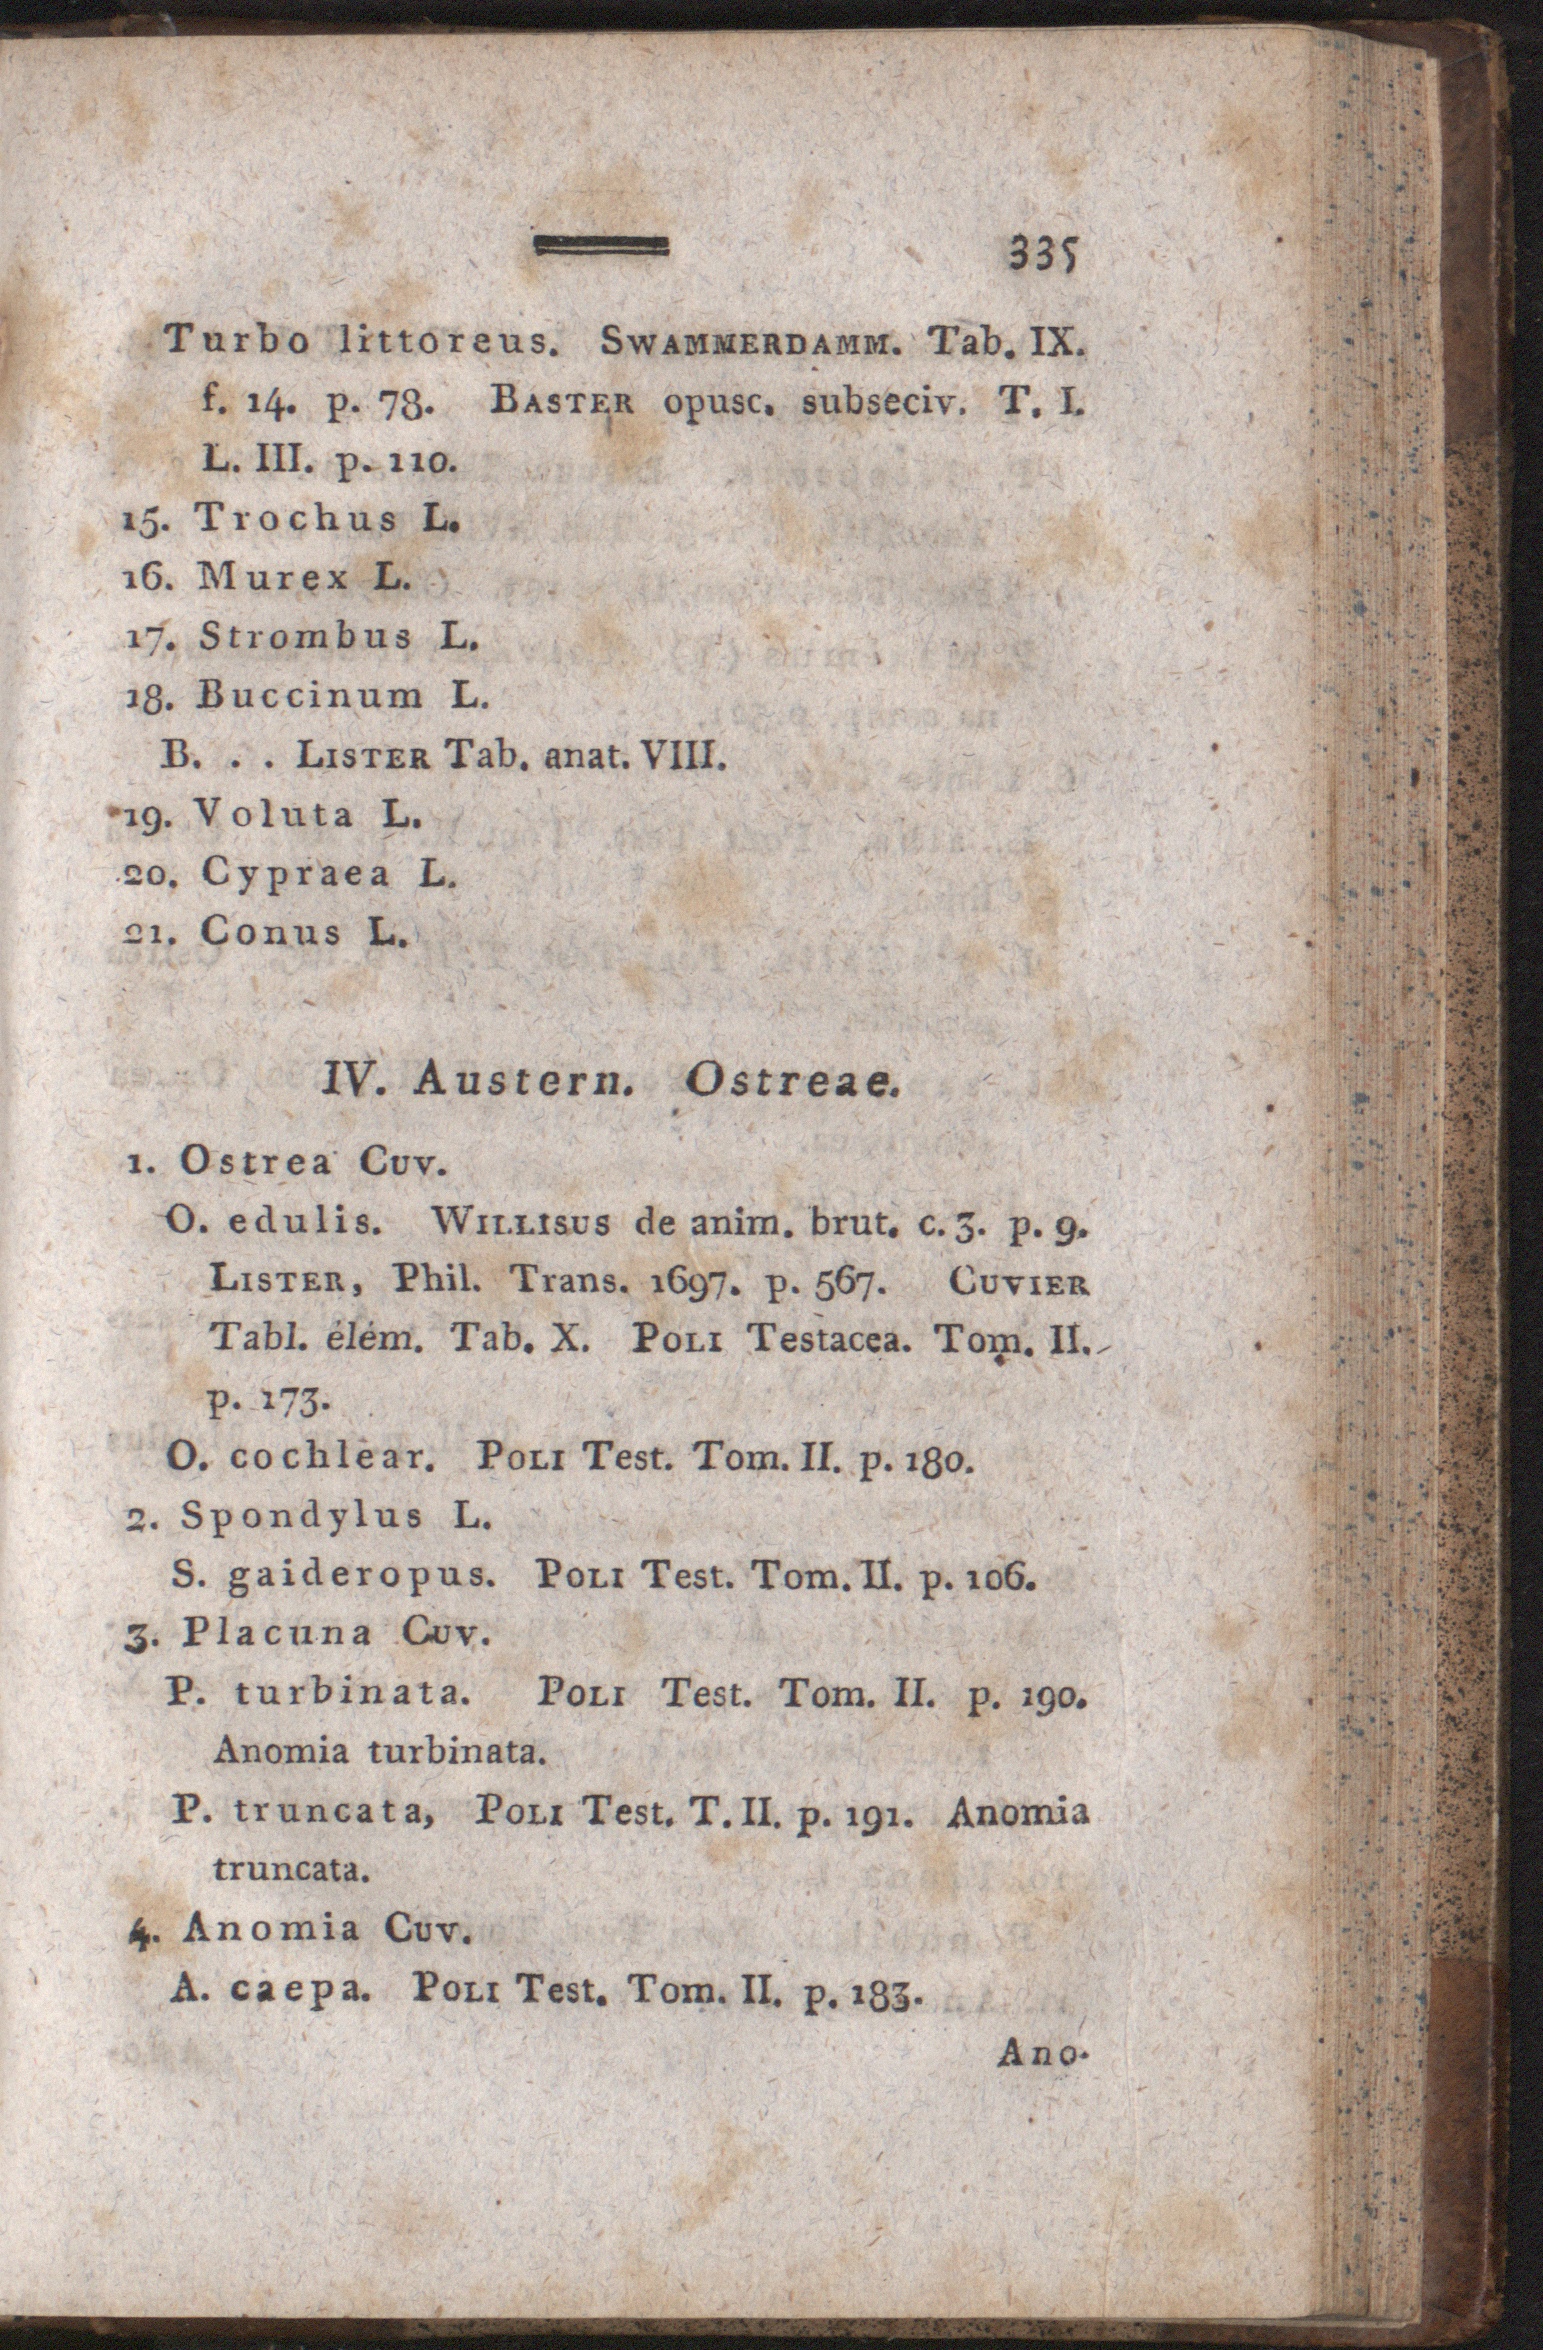 335
Turbo littoreus. Swammerdamm. Tab. IX.
f. 14. p. 78. Baster opusc. subseciv. T. I.
L. III. p. 110.
15. Trochus L.
16. Murex L.
17. Strombus L.
18. Buccinum L.
B. . . Lister Tab. anat. VIII.
19. Voluta L.
20. Cypraea L.
21. Conus L.
IV. Austern. Ostreae.
1. Ostrea Cuv.
O. edulis. Willisus de anim. brut. c. 3. p. 9.
Lister, Phil. Trans. 1697. p. 567. Cuvier
Tabl. élém. Tab. X. Poli Testacea. Tom. II.
p. 173.
O. cochlear. Poli Test. Tom. II. p. 180.
2. Spondylus L.
S. gaideropus. Poli Test. Tom. II. p. 106.
3. Placuna Cuv.
P. turbinata. Poli Test. Tom. II. p. 190.
Anomia turbinata.
P. truncata, Poli Test. T. II. p. 191. Anomia
truncata.
4. Anomia Cuv.
A. caepa. Poli Test. Tom. II. p. 183.
Ano-